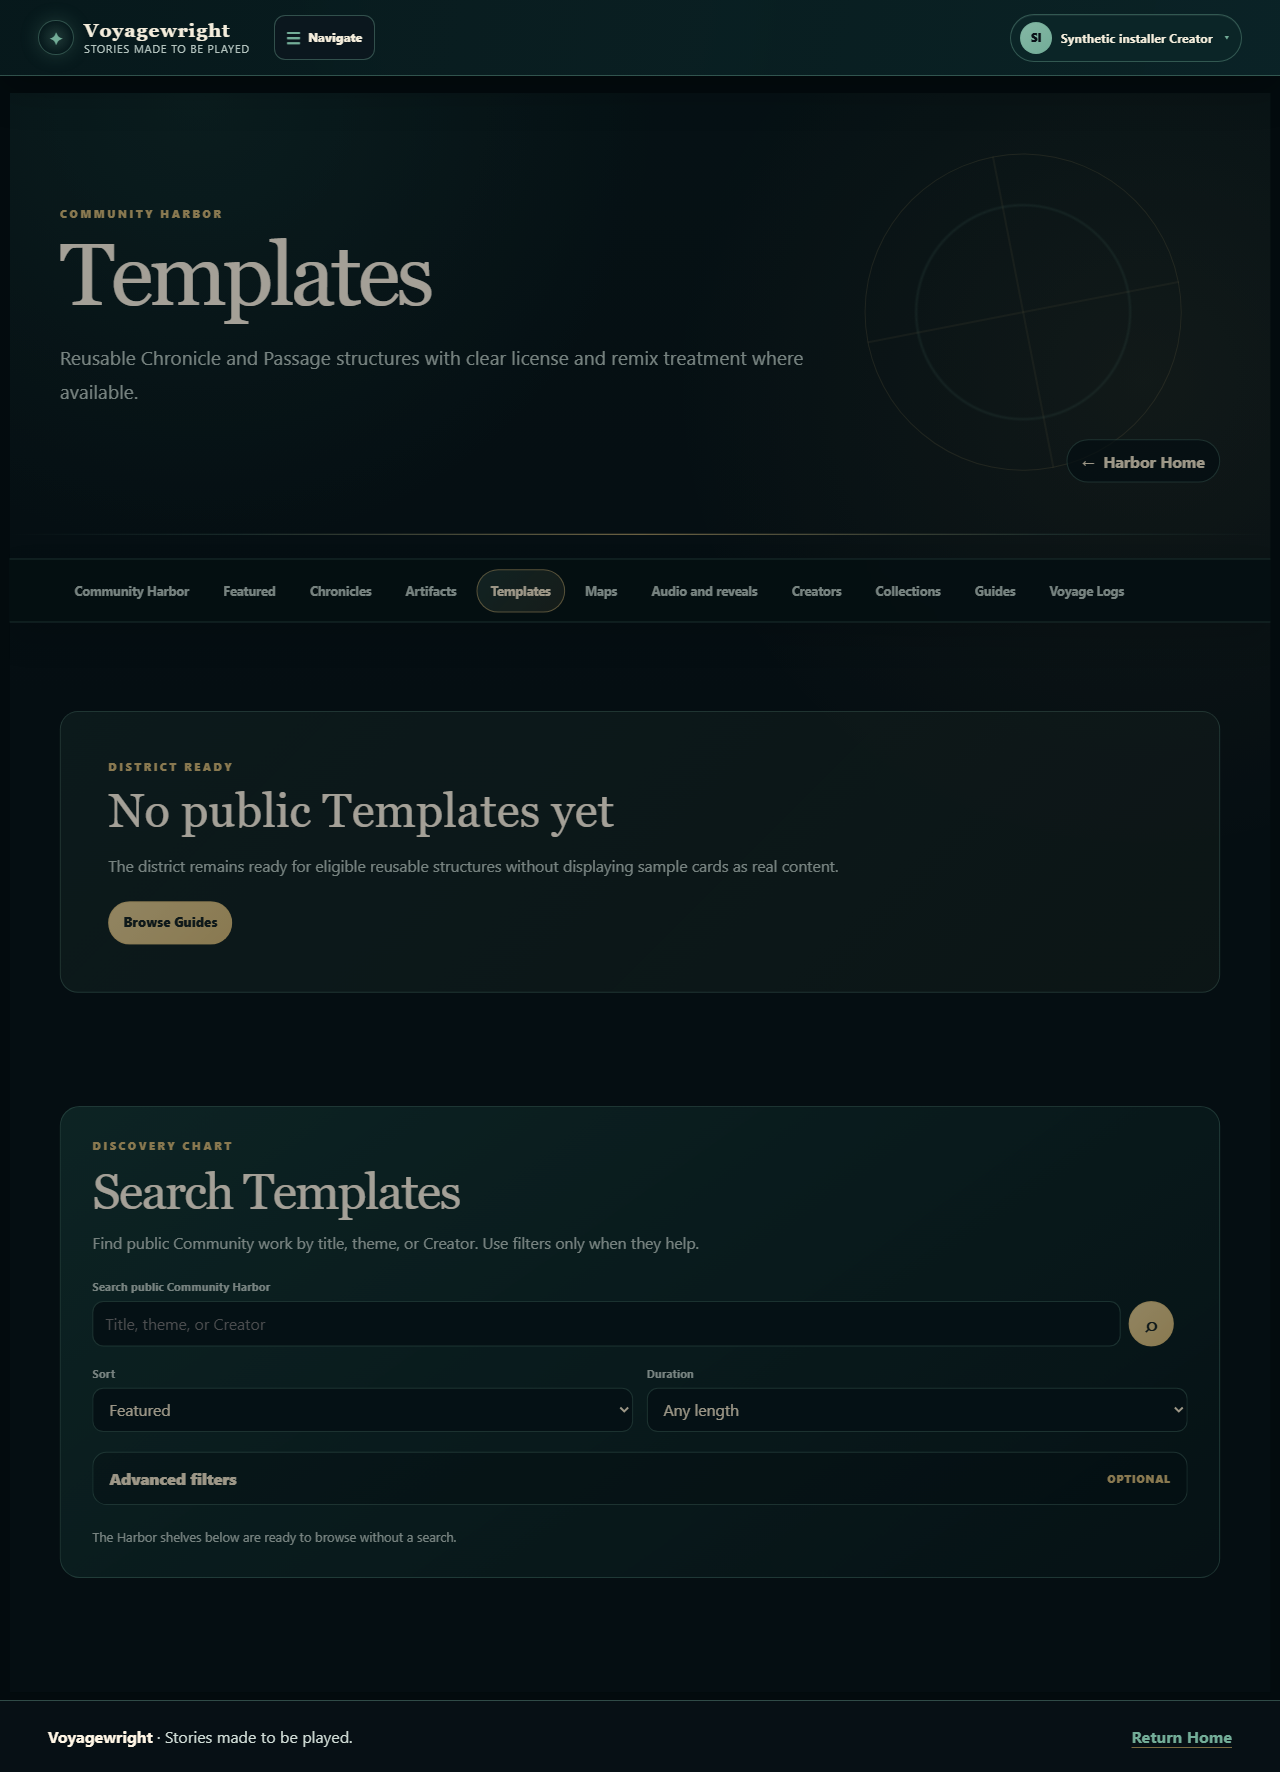 Voyagewright
STORIES MADE TO BE PLAYED
Navigate
SI
Synthetic installer Creator
COMMUNITY HARBOR
Templates
Reusable Chronicle and Passage structures with clear license and remix treatment where
available.
← Harbor Home
Community Harbor
Featured
Chronicles
Artifacts
Templates
Maps
Audio and reveals
Creators
Collections
Guides
Voyage Logs
DISTRICT READY
No public Templates yet
The district remains ready for eligible reusable structures without displaying sample cards as real content.
Browse Guides
DISCOVERY CHART
Search Templates
Find public Community work by title, theme, or Creator. Use filters only when they help.
Search public Community Harbor
Title, theme, or Creator
Sort
Duration
Featured
Any length
Advanced filters
OPTIONAL
The Harbor shelves below are ready to browse without a search.
Voyagewright · Stories made to be played.
Return Home